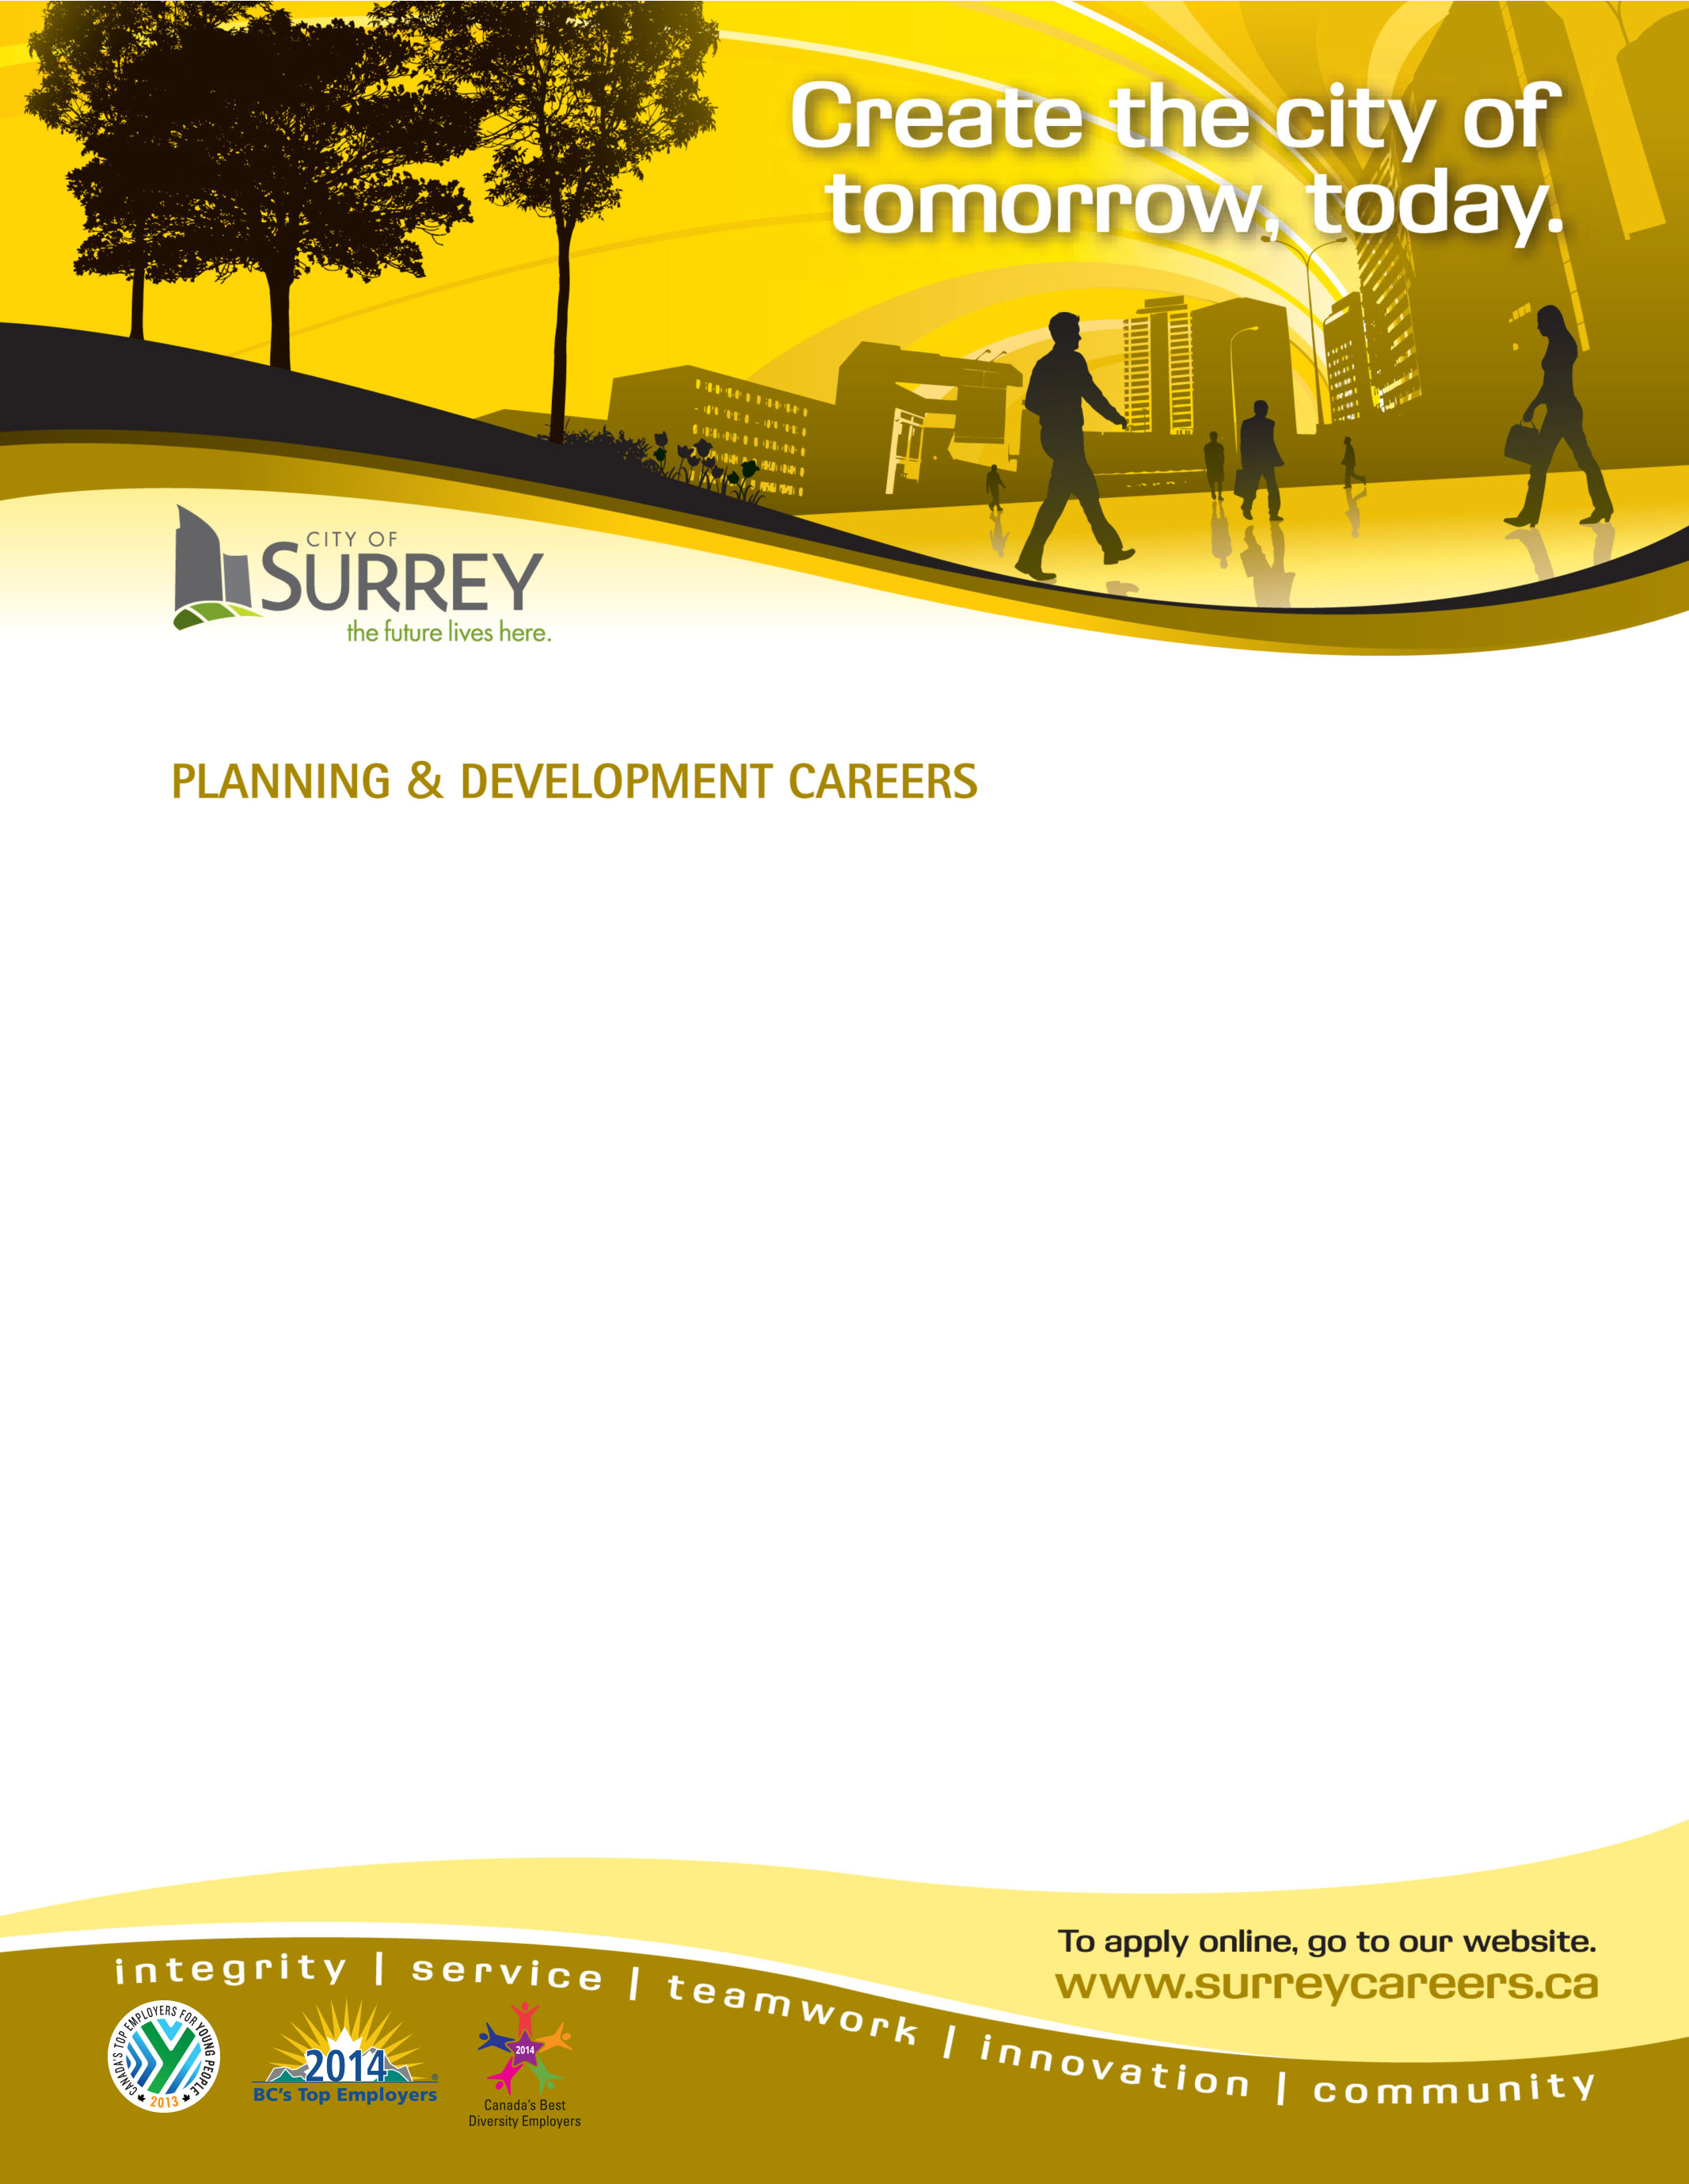 Create the city of
tomorrow, today.
CITY OF
SURREY
the future lives here.
PLANNING & DEVELOPMENT CAREERS
To apply online, go to our website.
www.surreycareers.ca
integrity | service | teamwork | innovation | community
CANADA'S TOP EMPLOYERS FOR YOUNG PEOPLE
2013
2014
®
BC's Top Employers
2014
Canada's Best
Diversity Employers